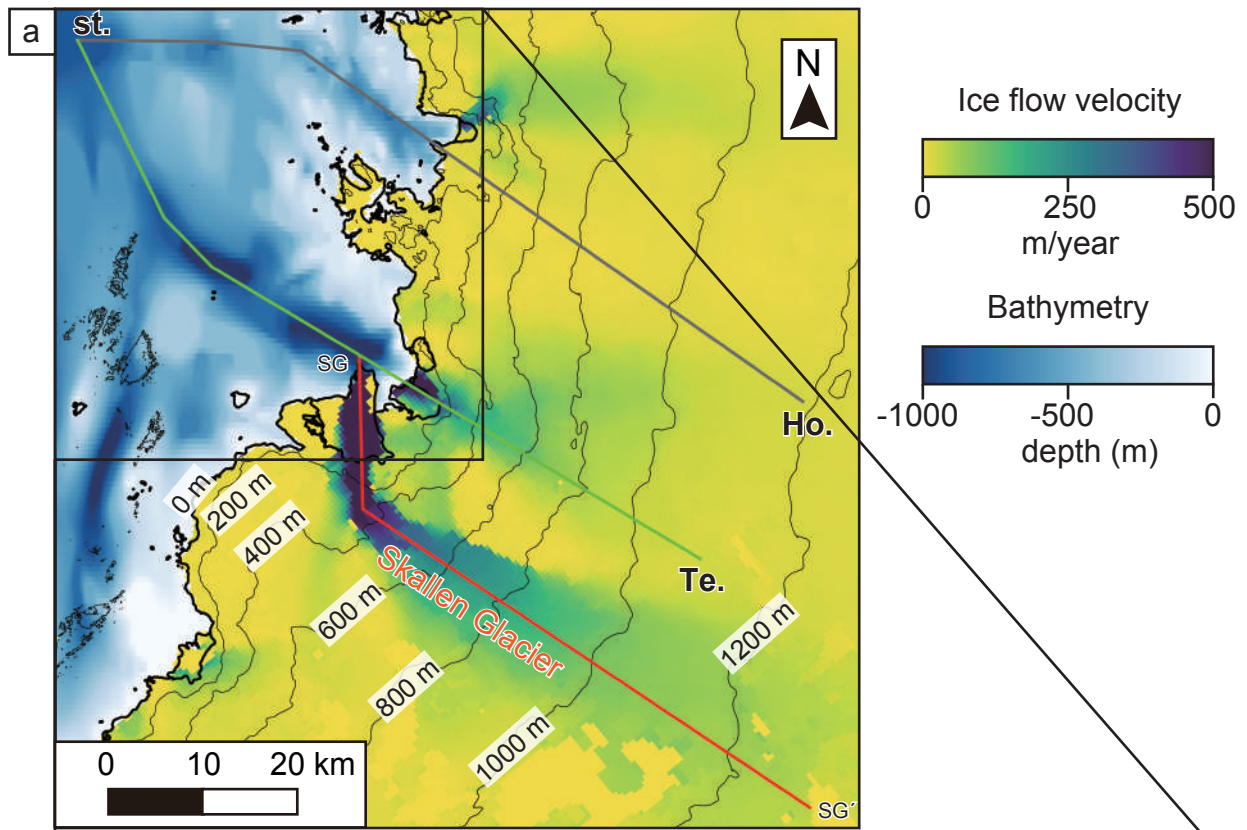 a
st.
N
Ice flow velocity
0
250
500
m/year
Bathymetry
-1000
-500
0
depth (m)
SG
Ho.
0 m
200 m
400 m
600 m
800 m
1000 m
1200 m
Te.
Skallen Glacier
SG´
0
10
20 km